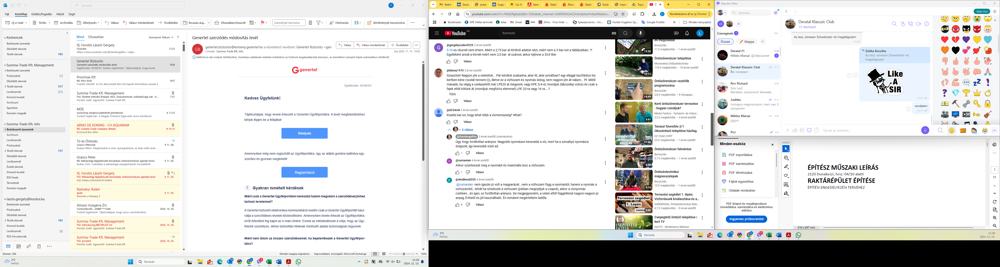 Keresés
Fájl Kezdőlap Küldés/fogadás Nézet Súgó
Új e-mail Törlés Archiválás Áthelyezés Válasz Válasz mindenkinek Továbbítás Tervezési áraj... Olvasatlan/olvasott Személyek keresése Felolvasás Bővítmények beszerzése
Kedvencek
Beérkezett üzenetek
Elküldött elemek
Törölt elemek 193
Summa-Trade Kft. Management
Beérkezett üzenetek
Piszkozatok [1]
Elküldött elemek
Törölt elemek 577
Levélszemét [21]
Kimenő levelek
Archívum
Spambox
Keresési mappák
Summa-Trade Kft. Info
Beérkezett üzenetek
Archívum
Levélszemét
Piszkozatok
Törölt elemek 157
Elküldött elemek
Levélszemét
Észlelt elemek
Kimenő levelek
RSS Feeds
Tervezések
Keresési mappák
laszlo.gergely@hordos.hu
Beérkezett üzenetek
Piszkozatok
Elküldött elemek
Törölt elemek 193
Kimenő levelek
Levélszemét [2]
RSS-hírcsatornák
Elemek: 588
Mind Olvasatlan Szempont: Dátum
Ifj. Hordós László Gergely
Youtube 11:23
https://www.youtube.com/@GardengalHu <vége>
Genertel Biztosito
Genertel szerződés módosítás levél 9:58
Ügyfélszám: 39186181 Kedves Ügyfelünk! Tájékoztatjuk, hogy levele
Provimax Kft
RE: NAV levél 9:07
Tisztelt Címzett! Az Ön által jelzett NAV-tól kapott értesítőben azokat a
Summa-Trade Kft. Management
FW: Átvételi értesítő (Feladó: NAV, Dokumentum: Adóhatósági irat - 0... 7:57
Hordós Judit ügyvezető Summa-Trade Kft.
MÖE
workshop meghosszabbított jelentkezés K 11:23
Tisztelt Tagtársak! A Magyar Öntözési Egyesület soron következő
ARNO DE KONING - CH AQUARAM
RE: Summa-Trade company details H 15:15
Enclosed the offer:
Tó és Öntözés
Grasics Péternek P 11. 08.
Kedves Péter! Megérkeztek a sínes nyeregidomok, az árak nettó árak.
Grasics Péter
RE: Máriavölgy tájépítészeti beruházás öntözőrendszer ajánlat-kérés K 11. 05.
Kedves Zoli! Csatoltam a máriavölgyi anyagkiírásból összeállított
Ifj. Hordós László Gergely
FW: Máriavölgy tájépítészeti beruházás öntözőrendszer ajánlat-kérés K 11. 05.
A(z) Galaxy eszközömről küldve
Radványi Ádám
gumi K 11. 05.
Michelin e-Primacy 3
Allianz Hungária Zrt.
Törlésértesítő - AHB8****2346 2024. 10. 30.
Tisztelt Ügyfelünk! Tájékoztatjuk, hogy casco szerződéséhez
Summa-Trade Kft. Management
FW: Introducing BETAPLAST Srl 2024. 10. 29.
Hordós Judit ügyvezető Summa-Trade Kft.
Summa-Trade Kft. Management
FW: pricelist 2024. 10. 25.
Hordós Judit ügyvezető Summa-Trade Kft.
Genertel szerződés módosítás levél
GB
genertel.biztosito@kotveny.genertel.hu a következő nevében: Genertel Biztosito <gen
Címzett Summa-Trade Kft. Info
Válasz Válasz mindenkinek Továbbítás
Sze 2024. 11. 13. 10:02
Kattintson ide a képek letöltéséhez. Személyes adatainak védelme érdekében az Outlook megakadályozta bizonyos, az üzenetben szereplő képek automatikus letöltését.
genertel
Ügyfélszám: 39186181
Kedves Ügyfelünk!
Tájékoztatjuk, hogy levele érkezett a Genertel Ügyfélportálra. A levél megtekintéséhez
kérjük lépjen be a fiókjába!
Belépés
Amennyiben még nem regisztrált az Ügyfélportálra, úgy az alábbi gombra kattintva egy-
szerűen és gyorsan megteheti!
Regisztráció
? Gyakran ismételt kérdések
Miért csak a Genertel Ügyfélportálon keresztül tudom megnézni a szerződése(i)mhez
tartozó leveleimet?
A Genertel biztosító elektronikus kommunikáció esetén csak a Genertel Ügyfélportált hasz-
nálja a szerződéses levelek kézbesítésére. Amennyiben levele érkezik az Ügyfélportálra,
erről értesítést fog kapni az e-mail címére. Ennek az intézkedésnek a célja, hogy az Ügy-
feleink személyes, illetve biztosítási titoknak minősülő adatai biztonságban legyenek.
Miért nem látom az összes szerződésemet, ha bejelentkezek a Genertel Ügyfélpor-
tálra?
Minden mappa naprakész. Kapcsolatban, kiszolgáló: Microsoft Exchange 100%
2°C
Felhős
Keresés
11:29
2024. 11. 13.
Beérk Stude acade Suppl Car Re Start - Eladó Rólun Eladó Eredm Impre Topol
youtube.com/watch?v=NlXj5RgbabQ&t=336s&ab_channel=GARDENGALÖntözéstechnikaiWebáru...
Rendelkezésre áll az új Chrome
Bookmarks GPE Heltai terminál telex Gmail 444 24.hu - Friss hírek -... Speedzone.hu – Un... Hunter Irrigation Sp... Google Fordító Minden könyvjelző
YouTube HU
Keresés
@gergelyszabo9225 2 évvel ezelőtt
5:10 es résznél nem értem. Miért a 2,75 bar al történő adatok nézi, miért nem a 3 bar-ost a táblázatban. ?!
Egyébként annál a körnél miért nem 2,5 bar- al számol, akkor kijönne a 33,9 liter
Válasz
@klemy1973 3 évvel ezelőtt
Sziasztok! Nagyon jók a videóitok... Pár kérdést szabadna, akár itt, akár privátban? egy eléggé kacifántos kis
kertben kéne csodát tennem:))), illetve ez a vízhozam és nyomás dolog, nem nagyon jön át nálam... Pl. Mitől
másabb, ha végig a szelepektől már LPE20 al megyünk, vagy KPE 3/4 el, mondjuk (lábszelep colos) és csak a
fejek előtt kötünk át (mondjuk megfúrós elemmel) LPE 20-ra vagy 16 ra....?..
Több
Válasz
@6234roli 5 évvel ezelőtt
Kisebb bar-on, hogy lehet több a vízmennyiség? What?
Válasz
3 válasz
@GardengalHu 5 évvel ezelőtt (szerkesztve)
Úgy, hogy fordítottan arányos. Nagyobb nyomáson kevesebb a víz, mert ha a szivattyú nyomásra
dolgozik, így kevesebb vizet ad.
1 Válasz
@cumanian 4 évvel ezelőtt
Akkor szüntessük meg a nyomást és maximális lesz a vízhozam.
1 Válasz
@elodkiss8255 4 évvel ezelőtt
@cumanian nem igazán jó volt a magyarázat...nem a vízhozam függ a nyomástól, hanem a nyomás a
vízhozamtól...tehát ha növekszik a vízhozam (jobban megnyitjuk a csapot), akkor a víznyomás
csökken...és igen, ez fordítottan arányos. De megjegyezném, a videó ettől függetlenül nagyon-nagyon jó
anyag, Érthető és jól használható. Én mindent megértettem belőle.
8 Válasz
és megoldásai
Boroszlán
11 E megtekintés • 1 évvel ezelőtt
12:20
Öntözőrendszer telepítése
Monardella Öntözéstechnika
118 E megtekintés • 10 évvel ezelőtt
17:17
Öntözőrendszer vezérlők
programozása
Boroszlán
2,8 E megtekintés • 8 hónappal...
14:49
Kerti öntözőrendszer tervezése
- hogyan csináljuk?
Media Factory - Tartalom- és műsor...
2,2 E megtekintés • 4 évvel ezelőtt
3:41
Tavaszi füvesítés 2/1
Okosöntöző telepítése házilag.
EZ CSAK GYEP
25 E megtekintés • 1 évvel ezelőtt
OKOSÖNTÖZŐ
RENDSZER
HÁZILAG
21:42
Öntözőrendszer felmérése
Boroszlán
3,7 E megtekintés • 1 évvel ezelőtt
6:56
Öntözéstechnikai
mágnesszelepek
Boroszlán
15 E megtekintés • 1 évvel ezelőtt
9:18
Tervezési segédlet 1. lépés:
Vízforrásunk kiválasztása és a...
GARDENGAL Öntözéstechnikai Web...
6,7 E megtekintés • 8 évvel ezelőtt
Tervezési segédlet
1. Lépés
3:45
Csepegtető öntöző telepítése |
kert TV
KertTV - McMenemy Márkkal
CSEPEGTETŐ
ÖNTÖZŐ
2°C
Felhős
Keresés
Rakuten Viber
Keresés...
Csevegések 1
Összes Mappa
Deratal F1 11:26
Miklós Marsai: Képüzenet 1
Deratal Klasszic Club 11:11
Én: rendelem
Rrrr Richard 10:49
Szia Laci!
Rendben, koszonom! Kereslek.
Juditka 10:13
holnapra megmondom, mert van 3
camperem
Miklós Marsai 10:06
jöjjön!
Pici 9:54
Deratal Klasszic Club
13 résztvevő
Viber Out
Az lesz, szívesen Schwehater rel megelégszem
11:10
Zolika Kocziha
Az lesz, szívesen Schwehater rel
megelégszem
Like
A
SIR
11:11
rendelem
11:11
Írja be az üzenetet...
Minden eszköz
PDF exportálása
PDF szerkesztése
PDF létrehozása
Fájlok egyesítése
Oldalak rendezése
PDF űrlapok és megállapodások
konvertálása, szerkesztése és elektronikus
aláírása
Ingyenes próbaverzió
ÉPÍTÉSZ MŰSZAKI LEÍRÁS
2120 Dunakeszi, hrsz: 04/10 alatti
RAKTÁRÉPÜLET ÉPÍTÉSE
ÉPÍTÉSI ENGEDÉLYEZÉSI TERVÉHEZ
210 x 297 mm
1
11
11:29
2024. 11. 13.